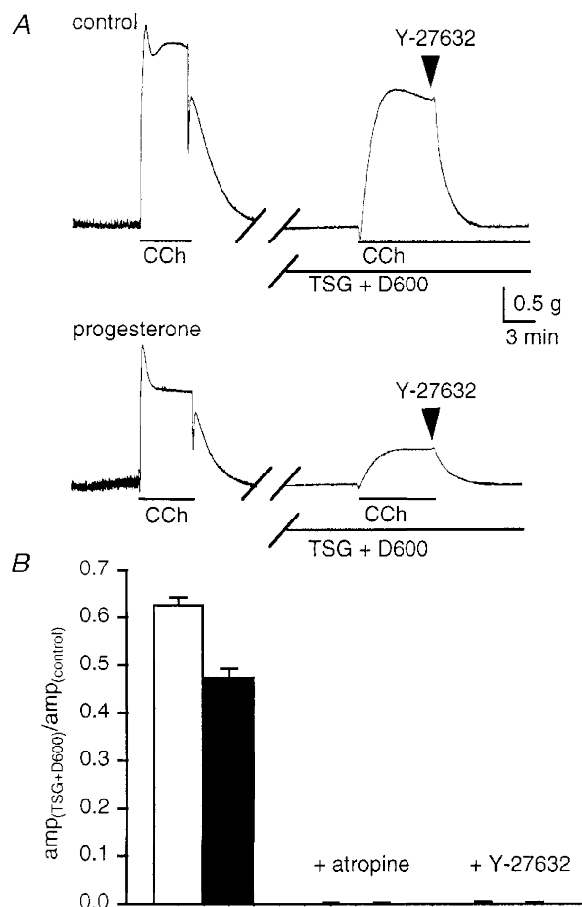 A
control
Y-27632
CCh
CCh
TSG + D600
0.5 g
3 min
progesterone
Y-27632
CCh
CCh
TSG + D600
B
amp(TSG+D600)/amp(control)
0.7
0.6
0.5
0.4
0.3
0.2
0.1
0.0
+ atropine
+ Y-27632